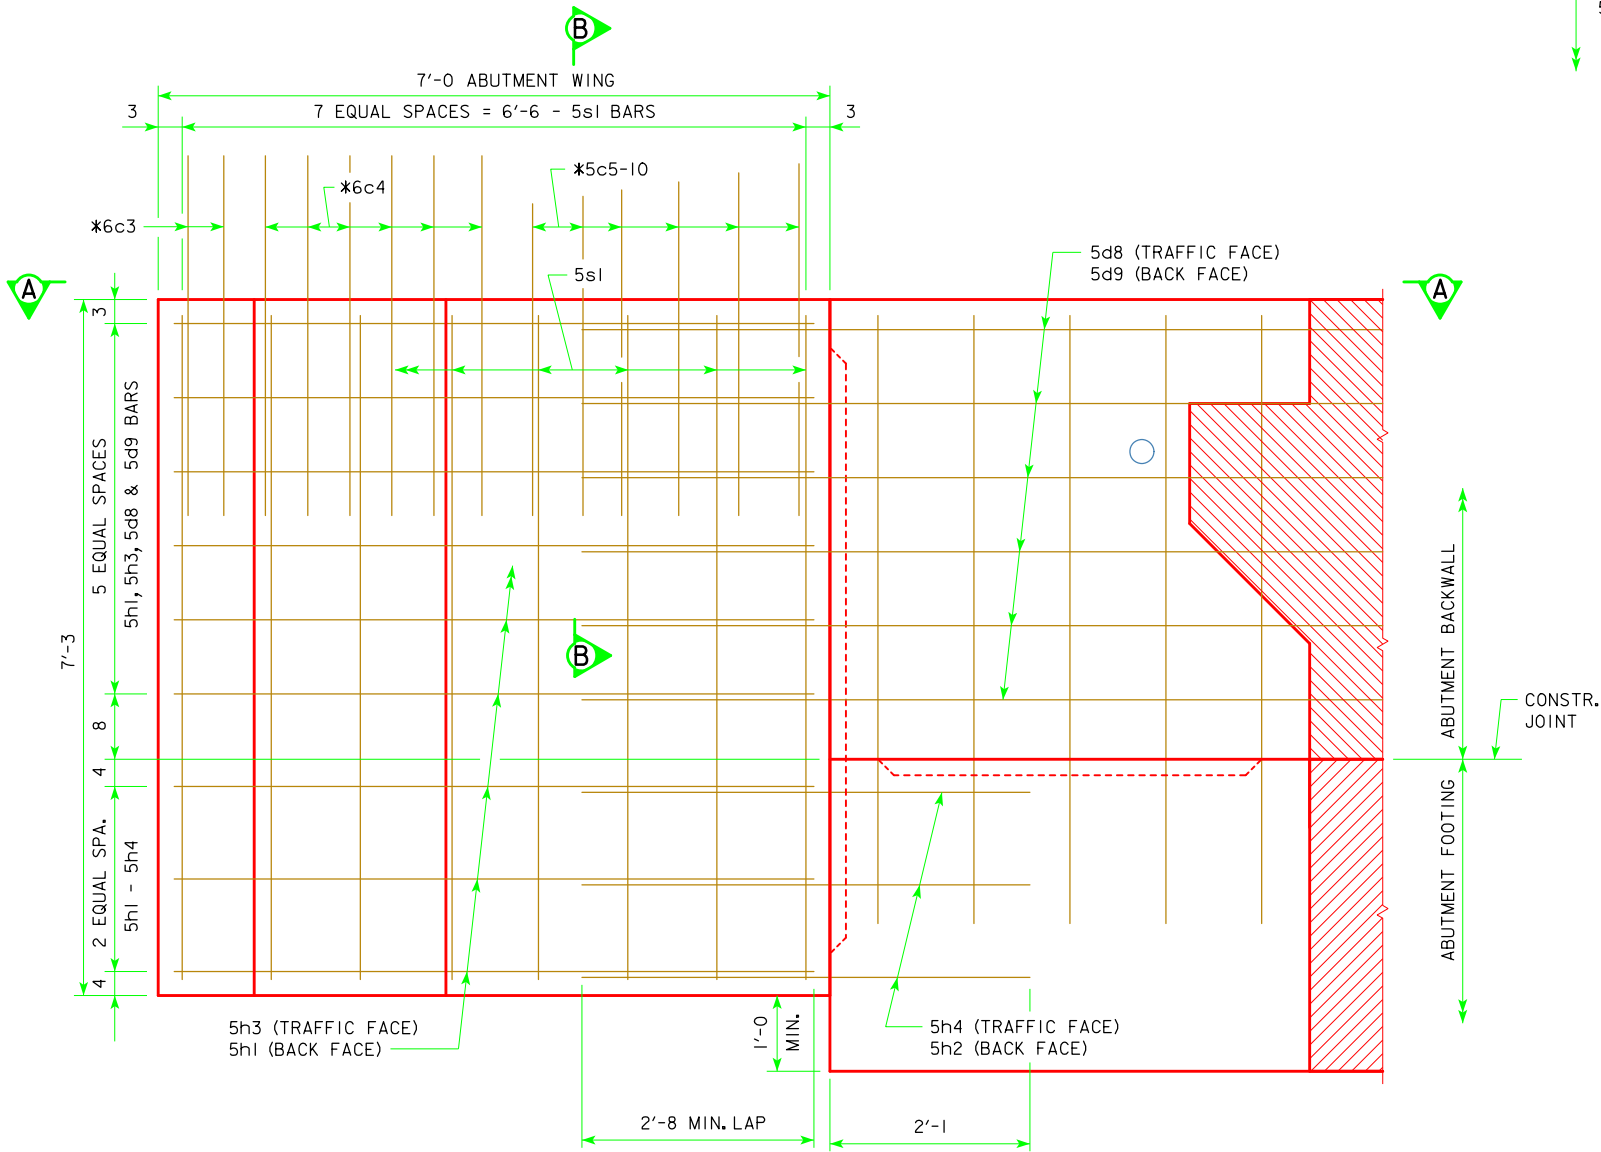 B
7'-0 ABUTMENT WING
3
7 EQUAL SPACES = 6'-6 - 5s1 BARS
3
*6c4
*5c5-10
*6c3
5s1
5d8 (TRAFFIC FACE)
5d9 (BACK FACE)
A
A
3
5 EQUAL SPACES
5h1, 5h3, 5d8 & 5d9 BARS
7'-3
B
8
4
2 EQUAL SPA.
5h1 - 5h4
4
ABUTMENT BACKWALL
CONSTR.
JOINT
ABUTMENT FOOTING
5h3 (TRAFFIC FACE)
5h1 (BACK FACE)
1'-0
MIN.
5h4 (TRAFFIC FACE)
5h2 (BACK FACE)
2'-8 MIN. LAP
2'-1